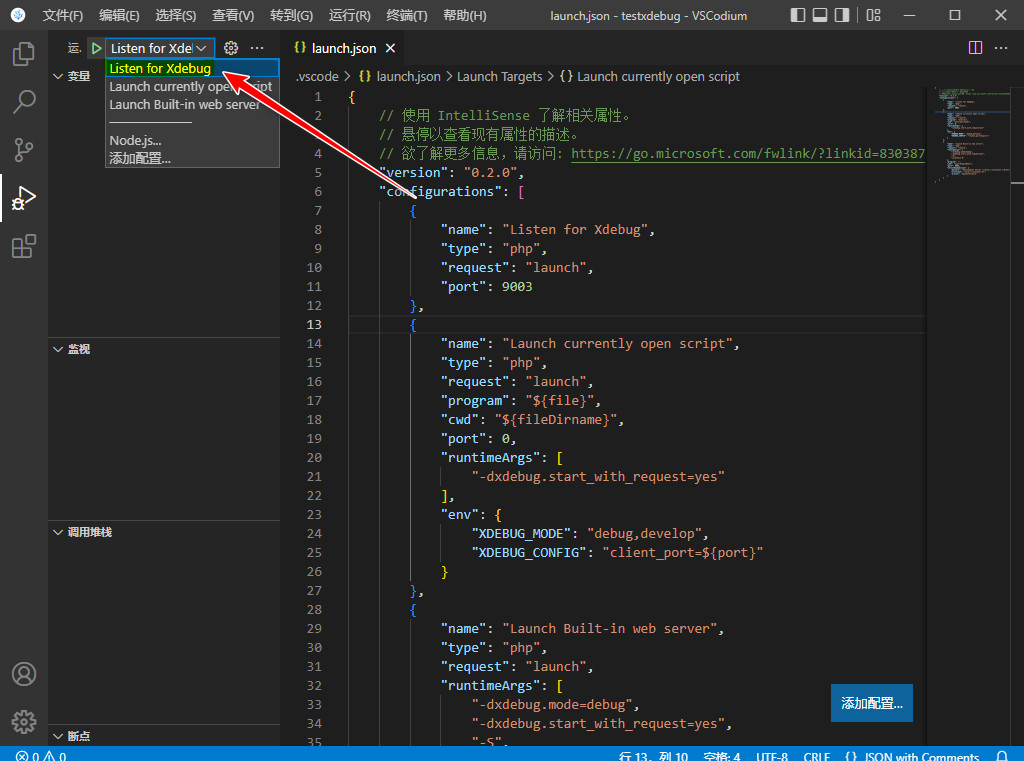 文件(F) 编辑(E) 选择(S) 查看(V) 转到(G) 运行(R) 终端(T) 帮助(H) launch.json - testxdebug - VSCodium
运. Listen for Xde
Listen for Xdebug
Launch currently open script
Launch Built-in web server
Node.js...
添加配置...
变量
监视
调用堆栈
断点
{} launch.json
.vscode > {} launch.json > Launch Targets > {} Launch currently open script
1 {
2 // 使用 IntelliSense 了解相关属性。
3 // 悬停以查看现有属性的描述。
4 // 欲了解更多信息，请访问: https://go.microsoft.com/fwlink/?linkid=830387
5 "version": "0.2.0",
6 "configurations": [
7 {
8 "name": "Listen for Xdebug",
9 "type": "php",
10 "request": "launch",
11 "port": 9003
12 },
13 {
14 "name": "Launch currently open script",
15 "type": "php",
16 "request": "launch",
17 "program": "${file}",
18 "cwd": "${fileDirname}",
19 "port": 0,
20 "runtimeArgs": [
21 "-dxdebug.start_with_request=yes"
22 ],
23 "env": {
24 "XDEBUG_MODE": "debug,develop",
25 "XDEBUG_CONFIG": "client_port=${port}"
26 }
27 },
28 {
29 "name": "Launch Built-in web server",
30 "type": "php",
31 "request": "launch",
32 "runtimeArgs": [
33 "-dxdebug.mode=debug",
34 "-dxdebug.start_with_request=yes",
35 "-S",
添加配置...
0 0 行 13，列 10 空格: 4 UTF-8 CRLF {} JSON with Comments